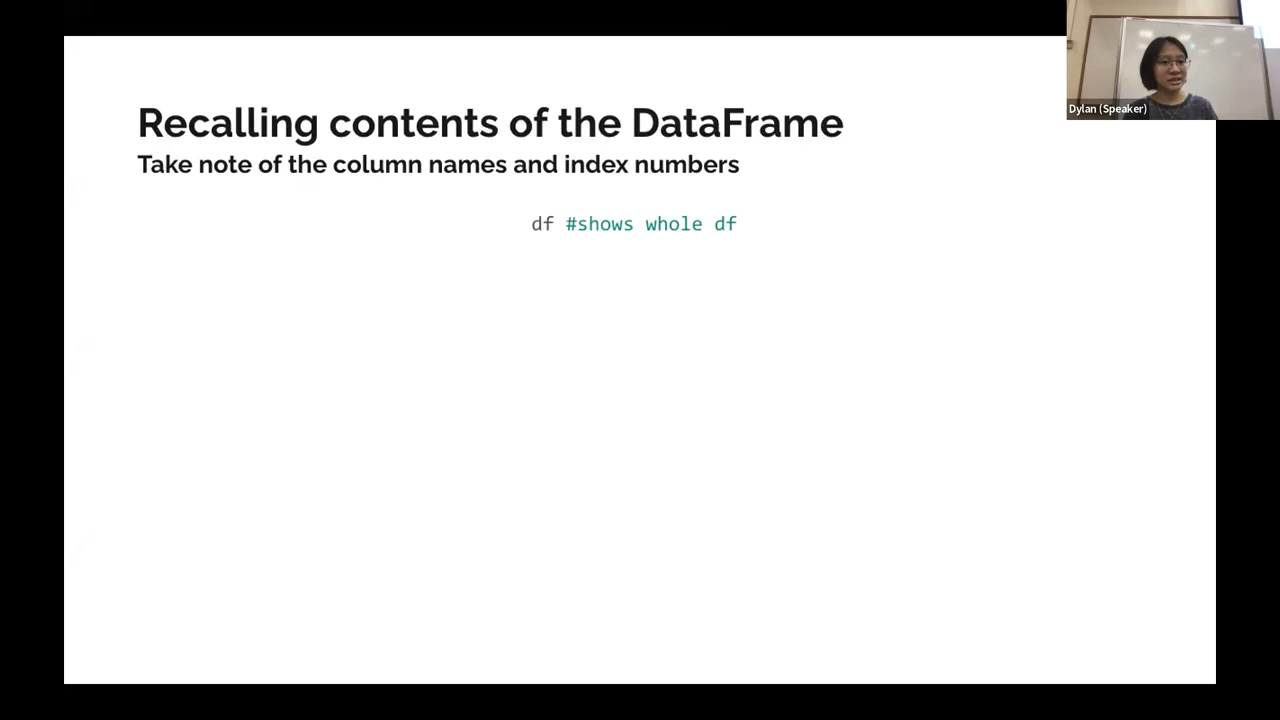 Recalling contents of the DataFrame
Take note of the column names and index numbers
df #shows whole df
Dylan (Speaker)